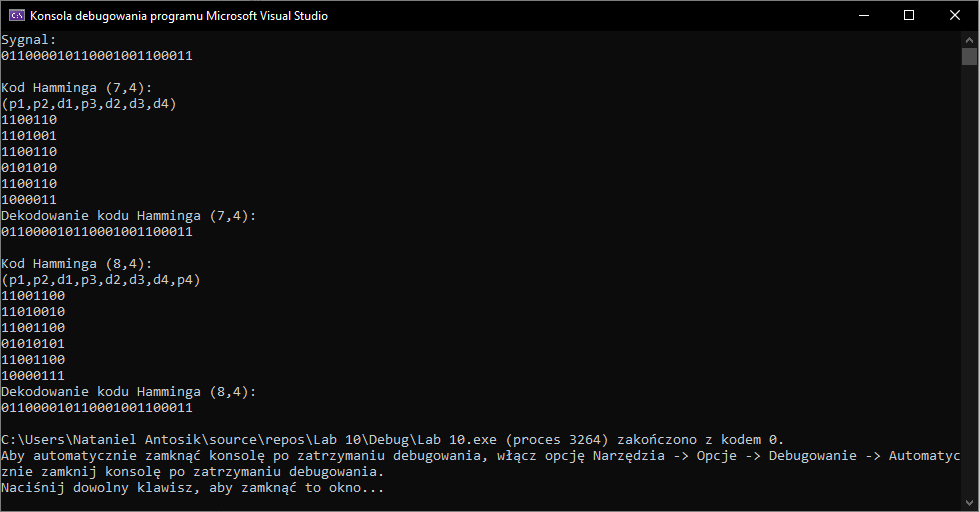 Konsola debugowania programu Microsoft Visual Studio
Sygnal:
011000010110001001100011
Kod Hamminga (7,4):
(p1,p2,d1,p3,d2,d3,d4)
1100110
1101001
1100110
0101010
1100110
1000011
Dekodowanie kodu Hamminga (7,4):
011000010110001001100011
Kod Hamminga (8,4):
(p1,p2,d1,p3,d2,d3,d4,p4)
11001100
11010010
11001100
01010101
11001100
10000111
Dekodowanie kodu Hamminga (8,4):
011000010110001001100011
C:\Users\Nataniel Antosik\source\repos\Lab 10\Debug\Lab 10.exe (proces 3264) zakończono z kodem 0.
Aby automatycznie zamknąć konsolę po zatrzymaniu debugowania, włącz opcję Narzędzia -> Opcje -> Debugowanie -> Automatyc
znie zamknij konsolę po zatrzymaniu debugowania.
Naciśnij dowolny klawisz, aby zamknąć to okno...